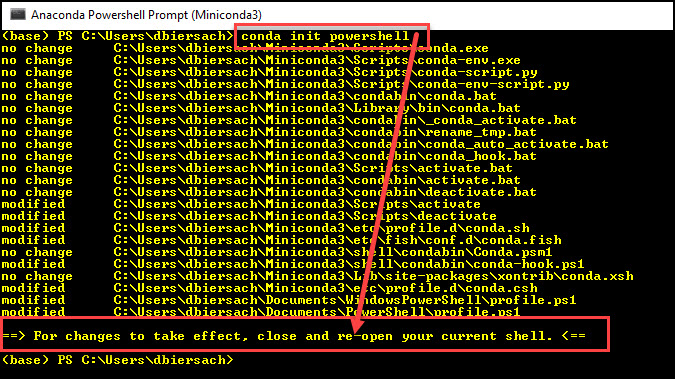 Anaconda Powershell Prompt (Miniconda3)
(base) PS C:\Users\dbiersach> conda init powershell
no change     C:\Users\dbiersach\Miniconda3\Scripts\conda.exe
no change     C:\Users\dbiersach\Miniconda3\Scripts\conda-env.exe
no change     C:\Users\dbiersach\Miniconda3\Scripts\conda-script.py
no change     C:\Users\dbiersach\Miniconda3\Scripts\conda-env-script.py
no change     C:\Users\dbiersach\Miniconda3\condabin\conda.bat
no change     C:\Users\dbiersach\Miniconda3\Library\bin\conda.bat
no change     C:\Users\dbiersach\Miniconda3\condabin\_conda_activate.bat
no change     C:\Users\dbiersach\Miniconda3\condabin\rename_tmp.bat
no change     C:\Users\dbiersach\Miniconda3\condabin\conda_auto_activate.bat
no change     C:\Users\dbiersach\Miniconda3\condabin\conda_hook.bat
no change     C:\Users\dbiersach\Miniconda3\Scripts\activate.bat
no change     C:\Users\dbiersach\Miniconda3\condabin\activate.bat
no change     C:\Users\dbiersach\Miniconda3\condabin\deactivate.bat
modified      C:\Users\dbiersach\Miniconda3\Scripts\activate
modified      C:\Users\dbiersach\Miniconda3\Scripts\deactivate
modified      C:\Users\dbiersach\Miniconda3\etc\profile.d\conda.sh
modified      C:\Users\dbiersach\Miniconda3\etc\fish\conf.d\conda.fish
no change     C:\Users\dbiersach\Miniconda3\shell\condabin\Conda.psm1
modified      C:\Users\dbiersach\Miniconda3\shell\condabin\conda-hook.ps1
no change     C:\Users\dbiersach\Miniconda3\Lib\site-packages\xontrib\conda.xsh
modified      C:\Users\dbiersach\Miniconda3\etc\profile.d\conda.csh
modified      C:\Users\dbiersach\Documents\WindowsPowerShell\profile.ps1
modified      C:\Users\dbiersach\Documents\PowerShell\profile.ps1
==> For changes to take effect, close and re-open your current shell. <==
(base) PS C:\Users\dbiersach>